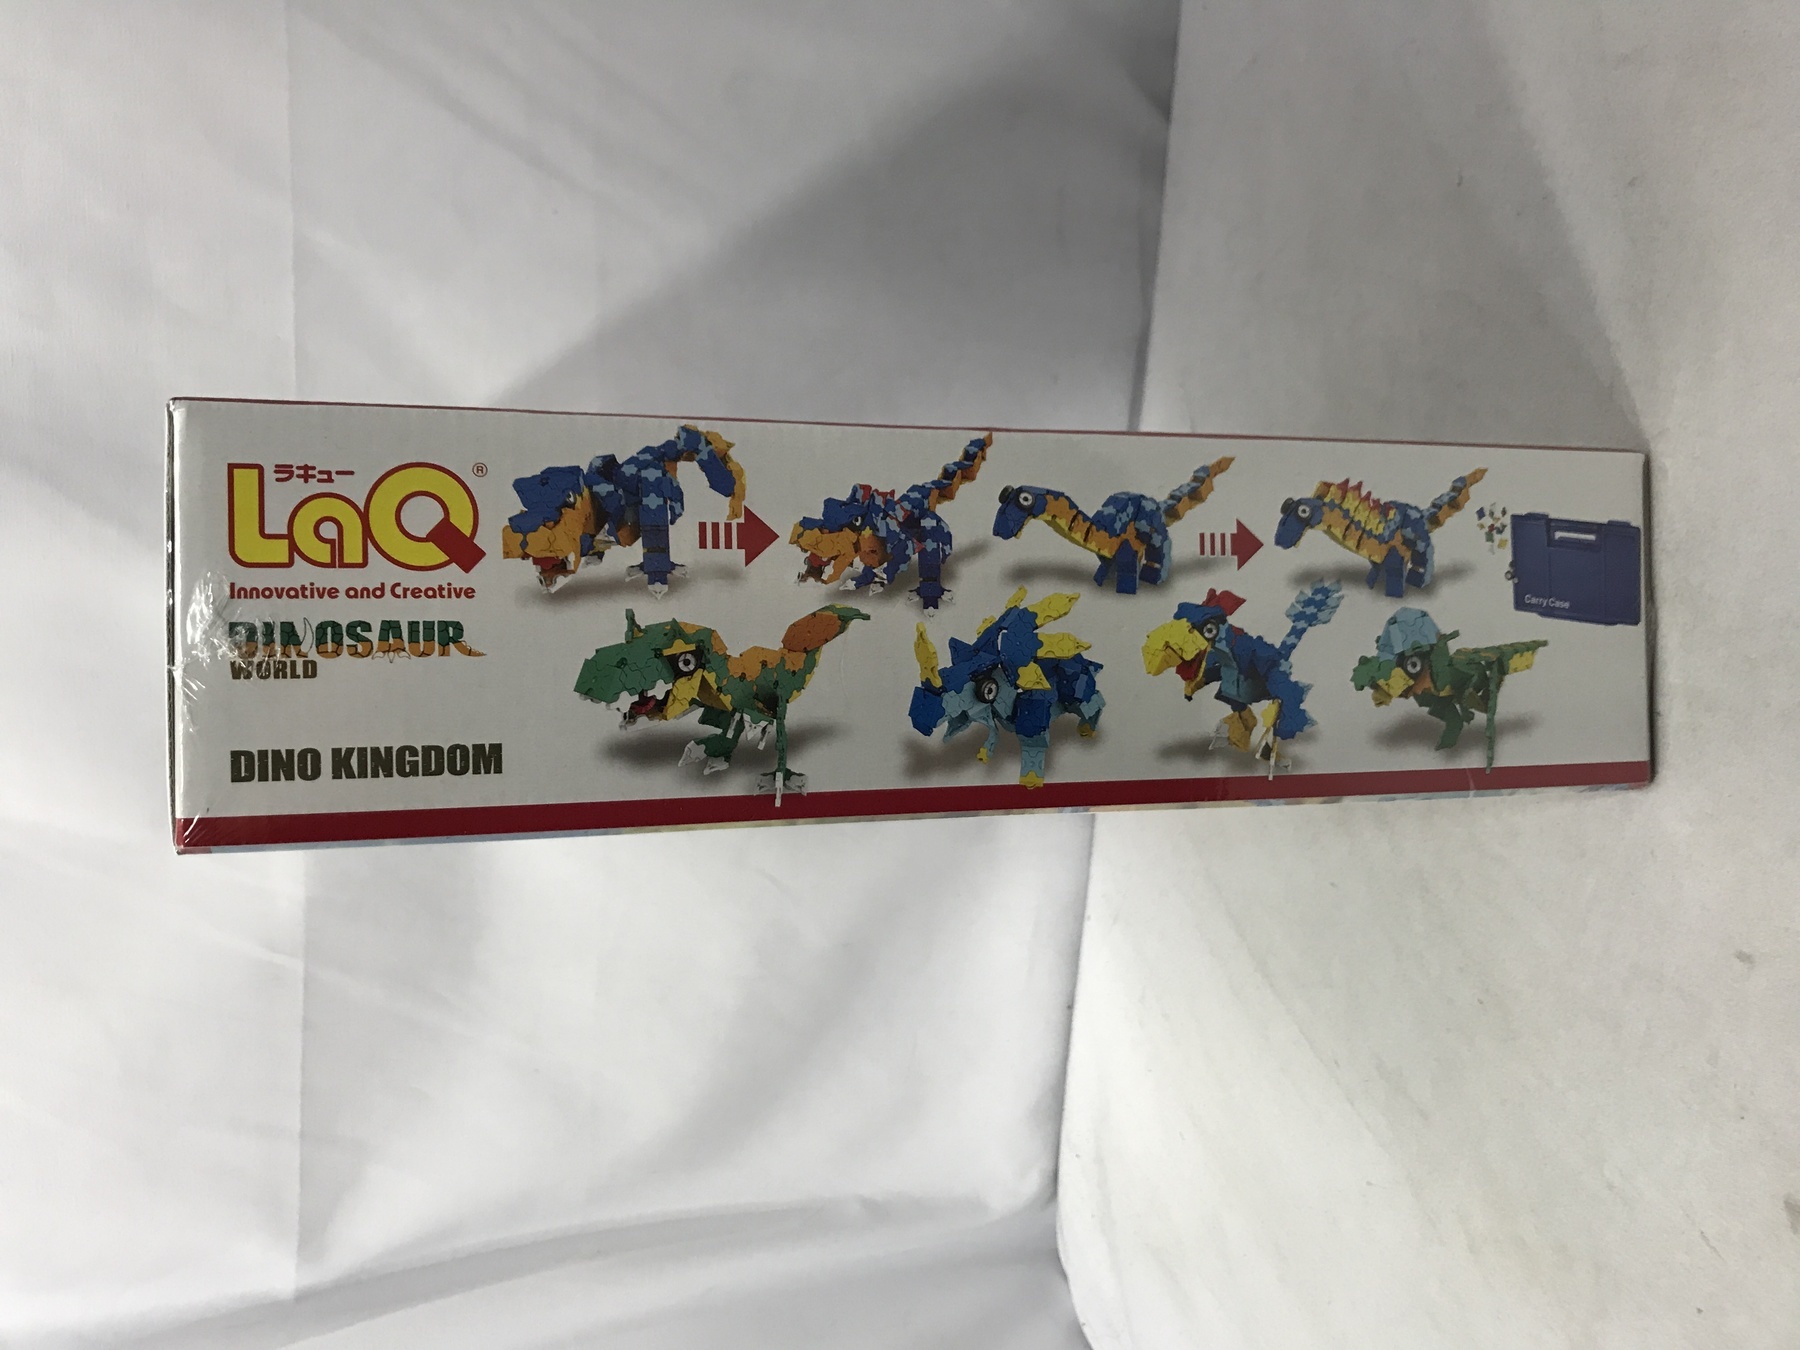 ラキュー
LaQ®
Innovative and Creative
DINOSAUR
WORLD
DINO KINGDOM
Carry Case